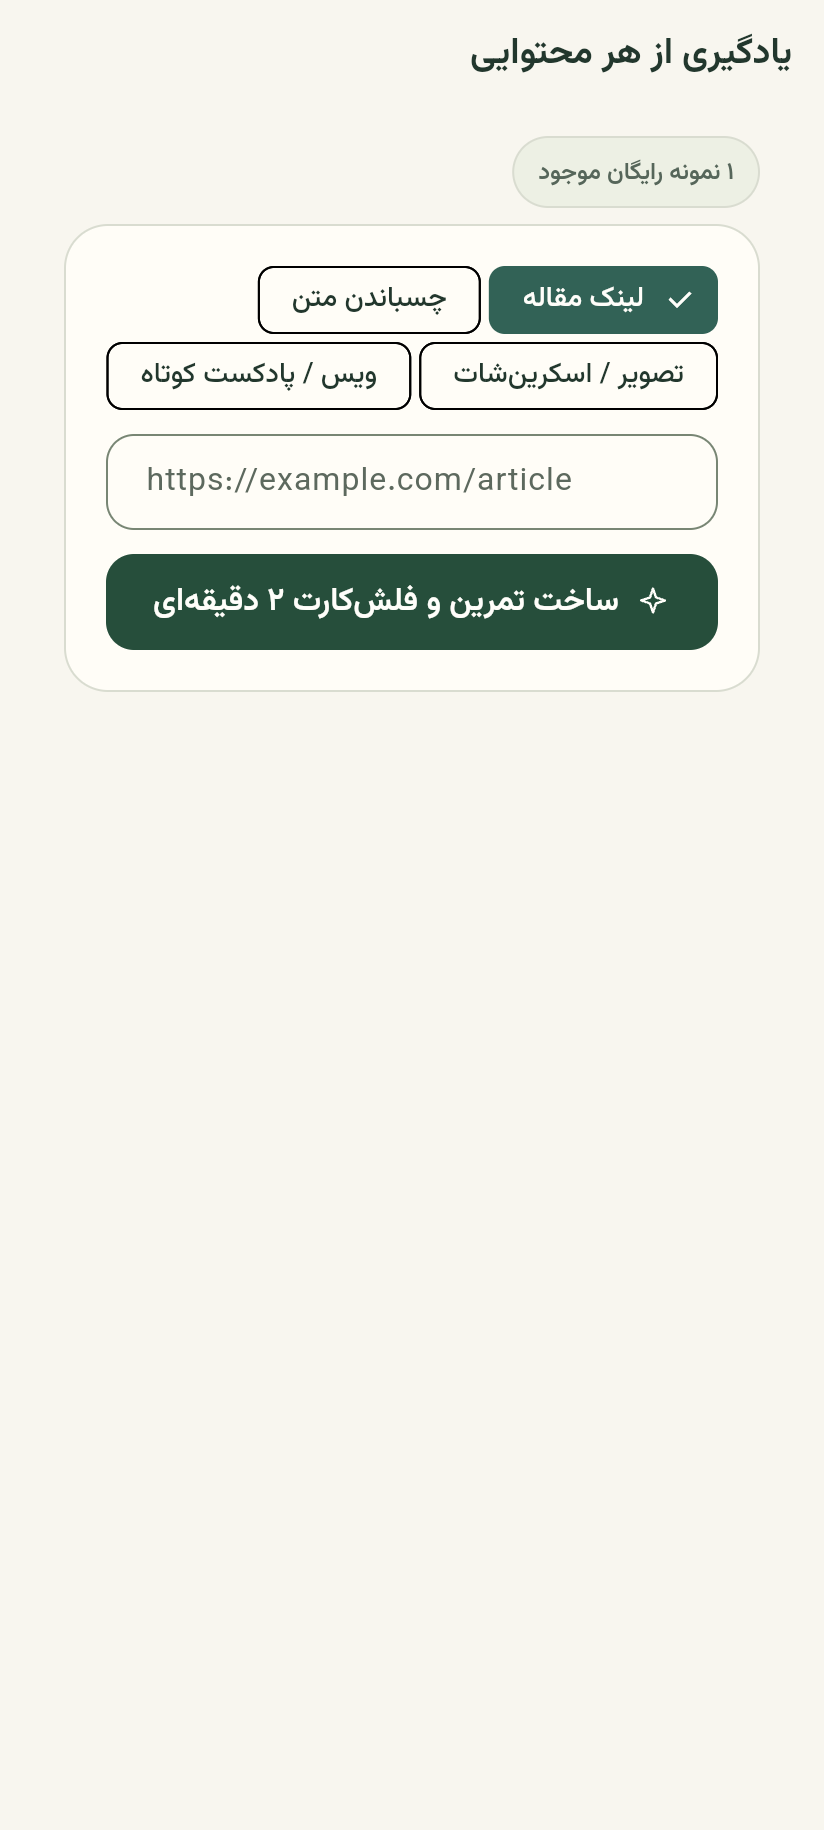 یادگیری از هر محتوایی
۱ نمونه رایگان موجود
لینک مقاله
چسباندن متن
تصویر / اسکرین‌شات
ویس / پادکست کوتاه
https://example.com/article
ساخت تمرین و فلش‌کارت ۲ دقیقه‌ای